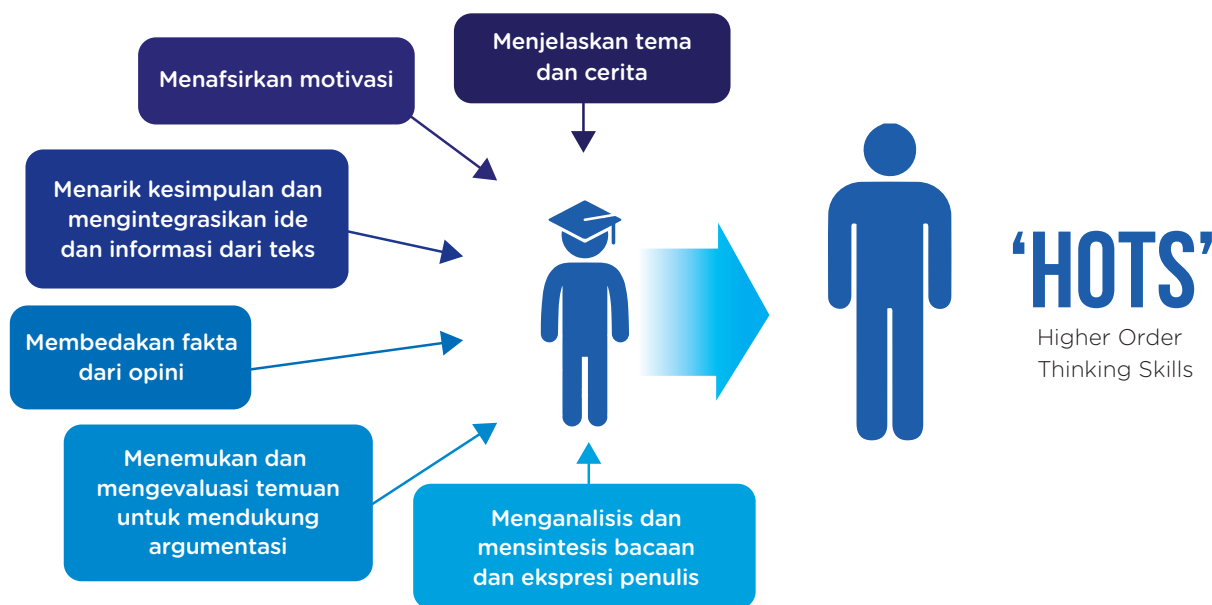 Menjelaskan tema
dan cerita
Menafsirkan motivasi
Menarik kesimpulan dan
mengintegrasikan ide
dan informasi dari teks
Membedakan fakta
dari opini
Menemukan dan
mengevaluasi temuan
untuk mendukung
argumentasi
Menganalisis dan
mensintesis bacaan
dan ekspresi penulis
‘HOTS’
Higher Order
Thinking Skills